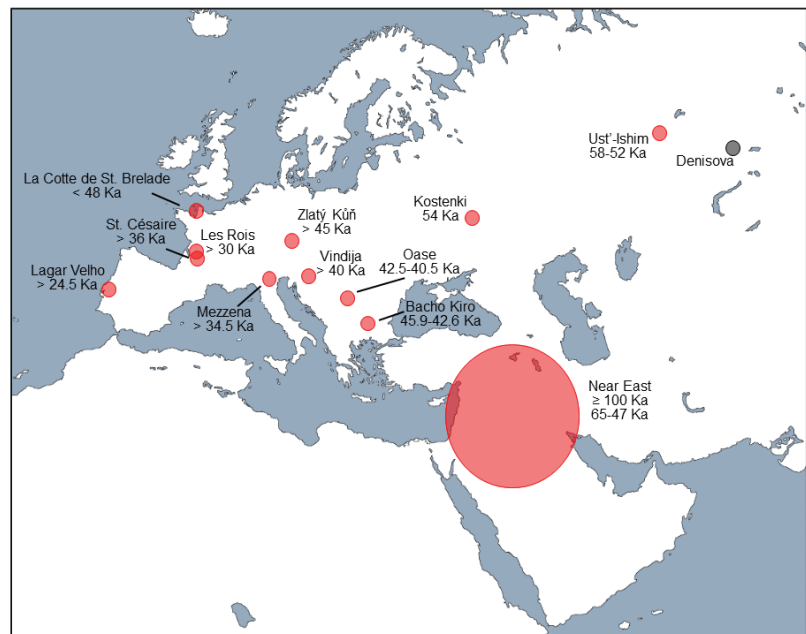 Ust'-Ishim
58-52 Ka
Denisova
La Cotte de St. Brelade
< 48 Ka
Kostenki
54 Ka
St. Césaire
> 36 Ka
Les Rois
> 30 Ka
Zlatý Kůň
> 45 Ka
Vindija
> 40 Ka
Oase
42.5-40.5 Ka
Lagar Velho
> 24.5 Ka
Mezzena
> 34.5 Ka
Bacho Kiro
45.9-42.6 Ka
Near East
≥ 100 Ka
65-47 Ka